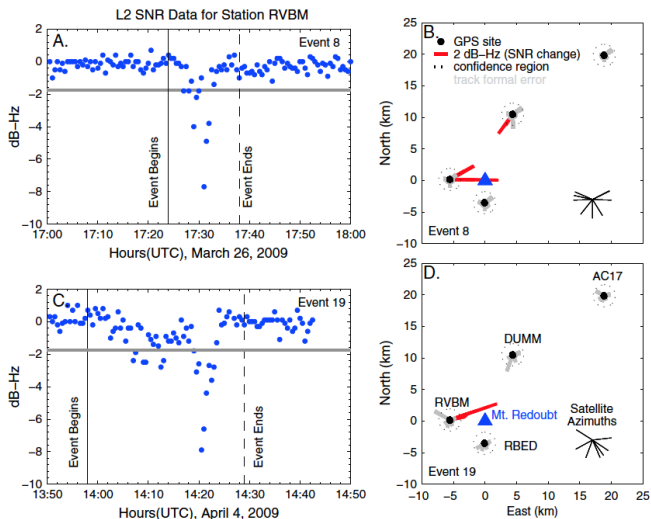 L2 SNR Data for Station RVBM
A.
Event 8
2
0
−2
−4
−6
−8
−10
dB−Hz
Event Begins
Event Ends
17:00 17:10 17:20 17:30 17:40 17:50 18:00
Hours(UTC), March 26, 2009
B.
GPS site
2 dB−Hz (SNR change)
confidence region
track formal error
25
20
15
10
5
0
−5
−10
North (km)
Event 8
C.
Event 19
2
0
−2
−4
−6
−8
−10
dB−Hz
Event Begins
Event Ends
13:50 14:00 14:10 14:20 14:30 14:40 14:50
Hours(UTC), April 4, 2009
D.
AC17
DUMM
RVBM
Mt. Redoubt
Satellite
Azimuths
RBED
Event 19
25
20
15
10
5
0
−5
−10
North (km)
−10 −5 0 5 10 15 20 25
East (km)